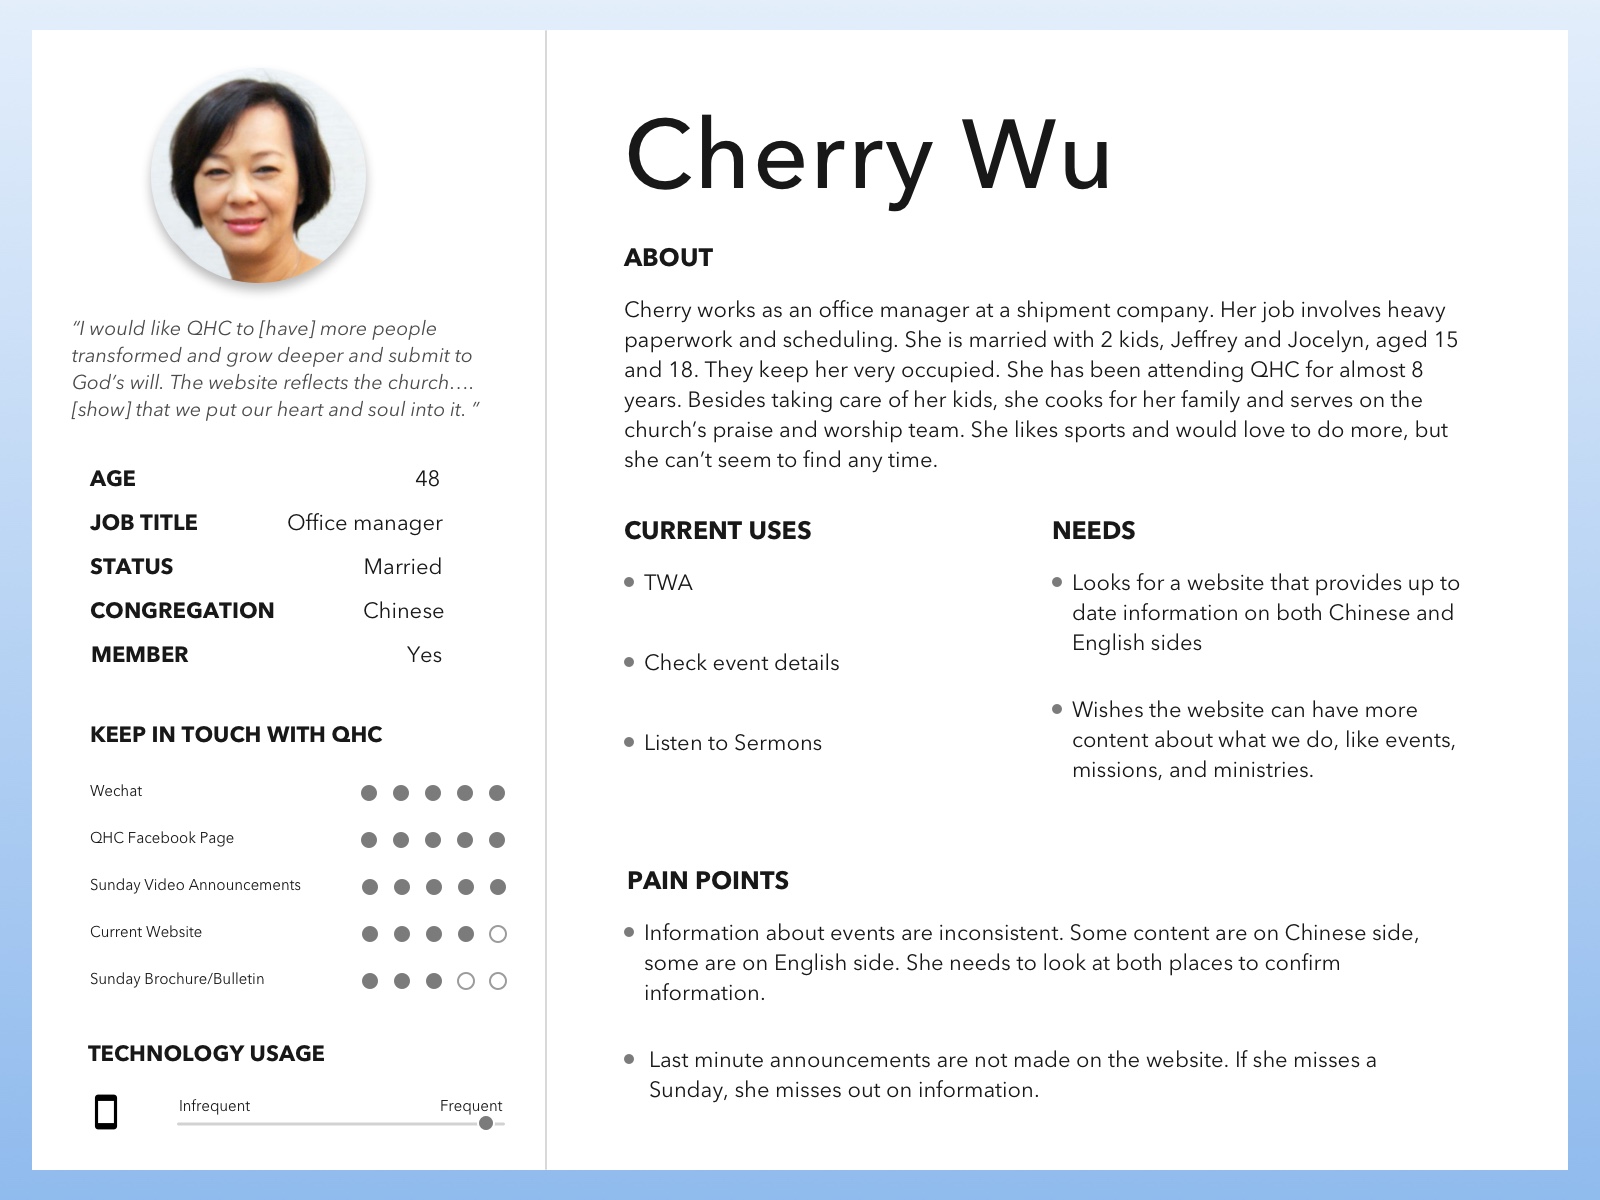 “I would like QHC to [have] more people
transformed and grow deeper and submit to
God’s will. The website reflects the church….
[show] that we put our heart and soul into it. ”
AGE 48
JOB TITLE Office manager
STATUS Married
CONGREGATION Chinese
MEMBER Yes
KEEP IN TOUCH WITH QHC
Wechat
QHC Facebook Page
Sunday Video Announcements
Current Website
Sunday Brochure/Bulletin
TECHNOLOGY USAGE
Infrequent Frequent
Cherry Wu
ABOUT
Cherry works as an office manager at a shipment company. Her job involves heavy
paperwork and scheduling. She is married with 2 kids, Jeffrey and Jocelyn, aged 15
and 18. They keep her very occupied. She has been attending QHC for almost 8
years. Besides taking care of her kids, she cooks for her family and serves on the
church’s praise and worship team. She likes sports and would love to do more, but
she can’t seem to find any time.
CURRENT USES
TWA
Check event details
Listen to Sermons
NEEDS
Looks for a website that provides up to
date information on both Chinese and
English sides
Wishes the website can have more
content about what we do, like events,
missions, and ministries.
PAIN POINTS
Information about events are inconsistent. Some content are on Chinese side,
some are on English side. She needs to look at both places to confirm
information.
Last minute announcements are not made on the website. If she misses a
Sunday, she misses out on information.